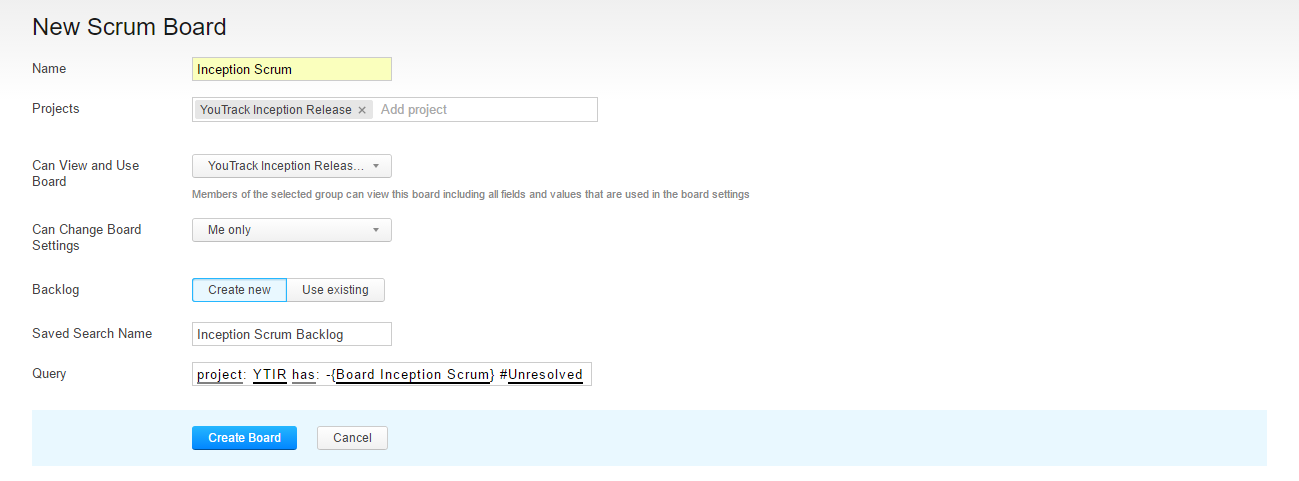 New Scrum Board
Name
Inception Scrum
Projects
YouTrack Inception Release × Add project
Can View and Use
Board
YouTrack Inception Releas...
Members of the selected group can view this board including all fields and values that are used in the board settings
Can Change Board
Settings
Me only
Backlog
Create new Use existing
Saved Search Name
Inception Scrum Backlog
Query
project: YTIR has: -{Board Inception Scrum} #Unresolved
Create Board Cancel